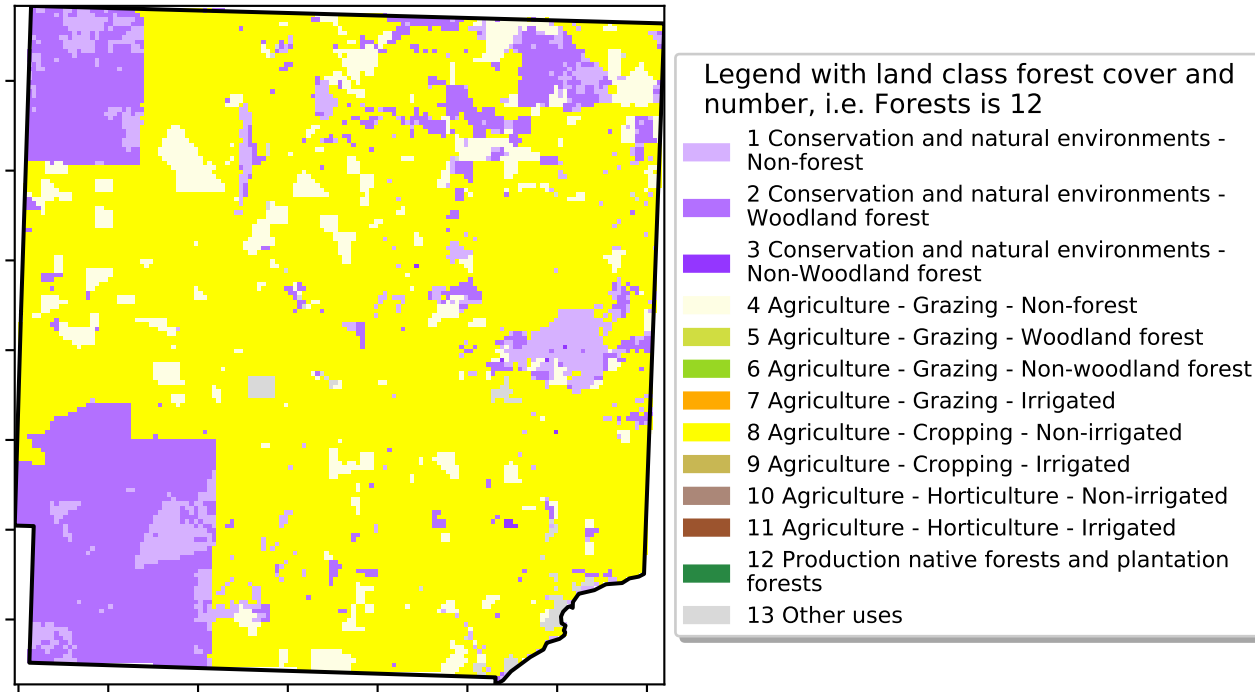 Legend with land class forest cover and
number, i.e. Forests is 12
1 Conservation and natural environments -
Non-forest
2 Conservation and natural environments -
Woodland forest
3 Conservation and natural environments -
Non-Woodland forest
4 Agriculture - Grazing - Non-forest
5 Agriculture - Grazing - Woodland forest
6 Agriculture - Grazing - Non-woodland forest
7 Agriculture - Grazing - Irrigated
8 Agriculture - Cropping - Non-irrigated
9 Agriculture - Cropping - Irrigated
10 Agriculture - Horticulture - Non-irrigated
11 Agriculture - Horticulture - Irrigated
12 Production native forests and plantation
forests
13 Other uses